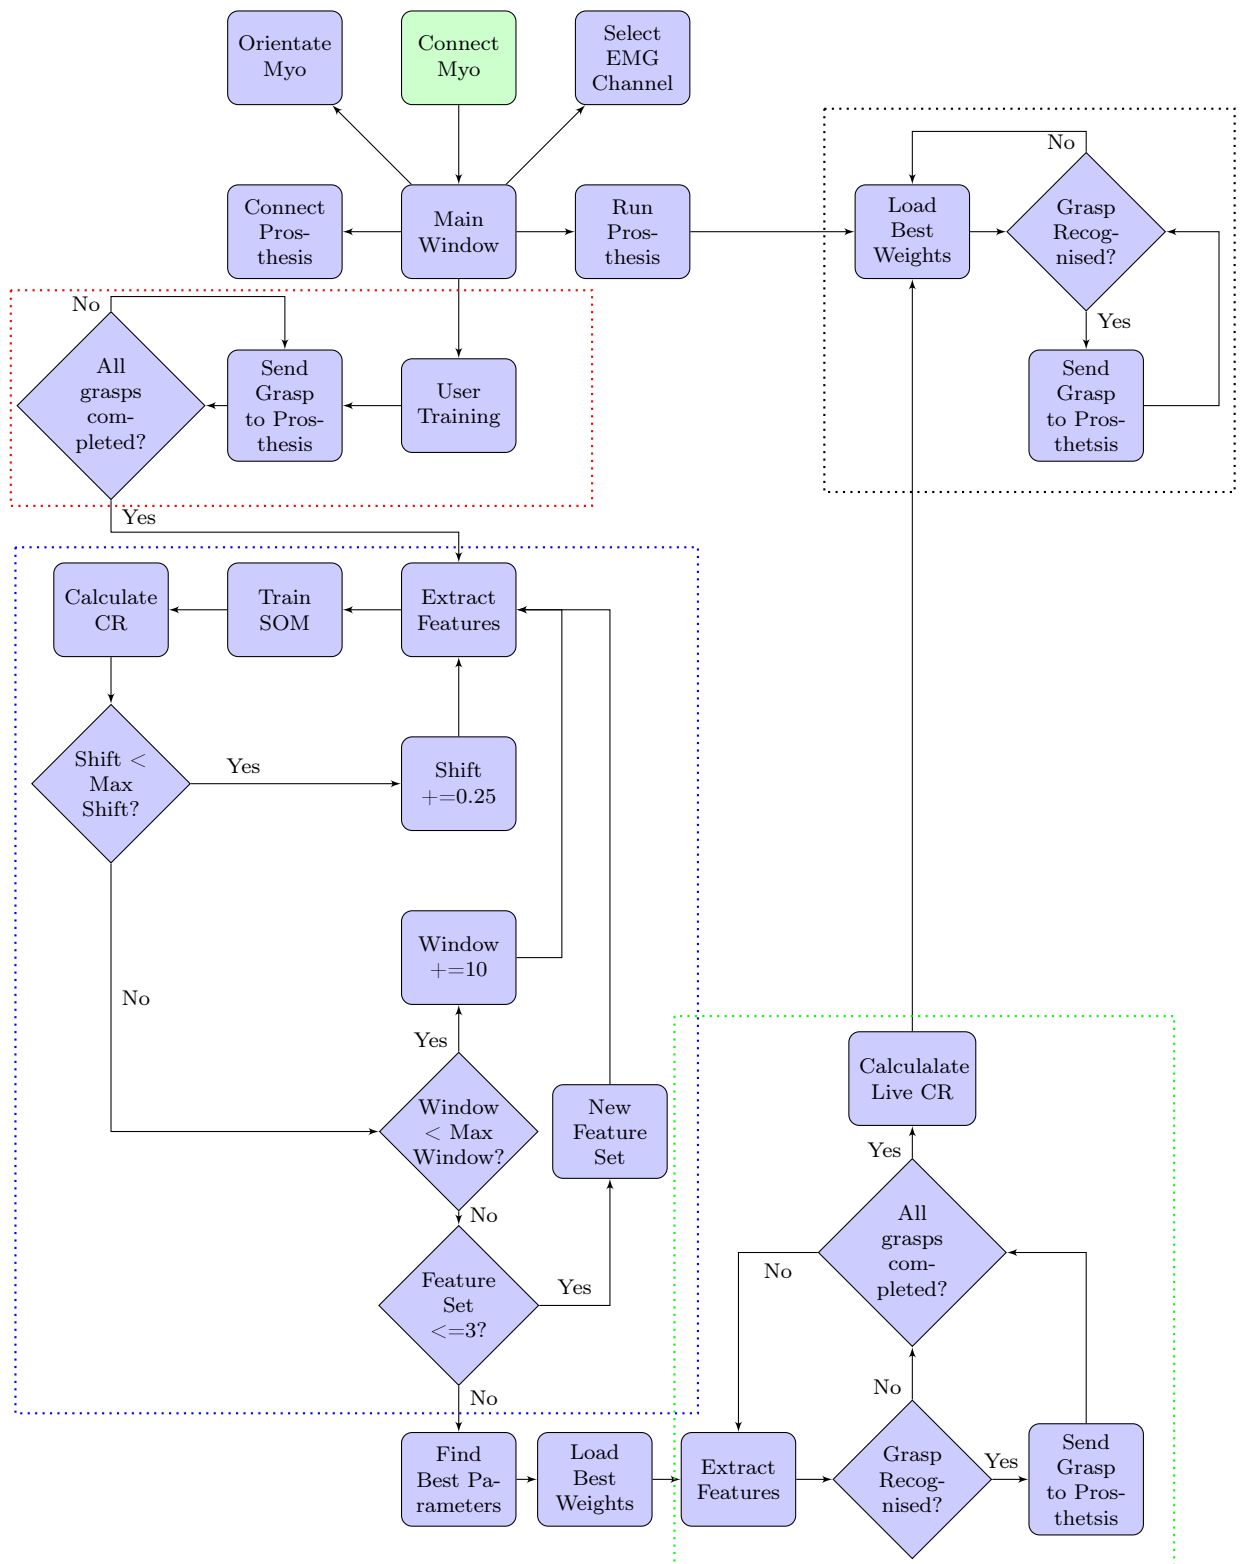 Orientate
Myo
Connect
Myo
Select
EMG
Channel
Connect
Pros-
thesis
Main
Window
Run
Pros-
thesis
Load
Best
Weights
No
Grasp
Recog-
nised?
Yes
Send
Grasp
to Pros-
thetsis
No
All
grasps
com-
pleted?
Send
Grasp
to Pros-
thesis
User
Training
Yes
Calculate
CR
Train
SOM
Extract
Features
Shift <
Max
Shift?
Yes
Shift
+=0.25
No
Window
+=10
Yes
Window
< Max
Window?
New
Feature
Set
No
Feature
Set
<=3?
Yes
No
Calculalate
Live CR
Yes
All
grasps
com-
pleted?
No
No
Find
Best Pa-
rameters
Load
Best
Weights
Extract
Features
Grasp
Recog-
nised?
Yes
Send
Grasp
to Pros-
thetsis